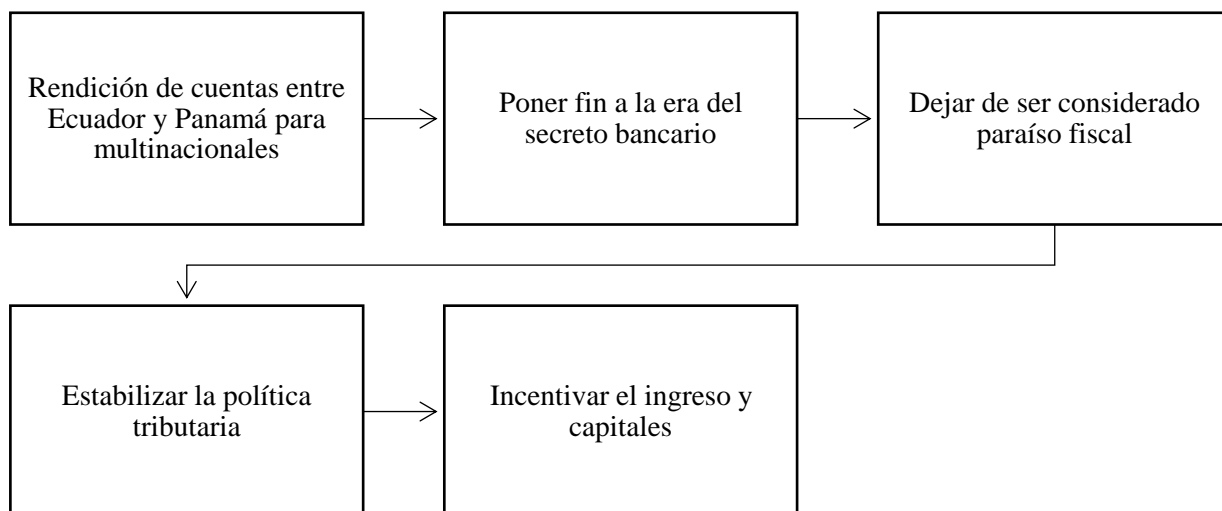 Rendición de cuentas entre
Ecuador y Panamá para
multinacionales
Poner fin a la era del
secreto bancario
Dejar de ser considerado
paraíso fiscal
Estabilizar la política
tributaria
Incentivar el ingreso y
capitales